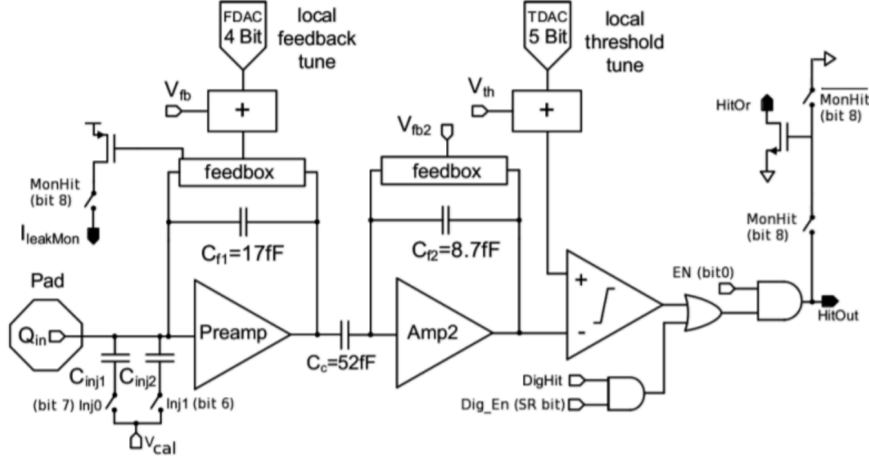 FDAC
4 Bit
local
feedback
tune
TDAC
5 Bit
local
threshold
tune
V_fb
+
V_th
+
HitOr
MonHit
(bit 8)
V_fb2
feedbox
feedbox
MonHit
(bit 8)
I_leakMon
C_f1=17fF
C_f2=8.7fF
MonHit
(bit 8)
Pad
Q_in
Preamp
C_c=52fF
Amp2
+
-
EN (bit0)
HitOut
C_inj1
C_inj2
(bit 7) Inj0
Inj1 (bit 6)
V_cal
DigHit
Dig_En (SR bit)